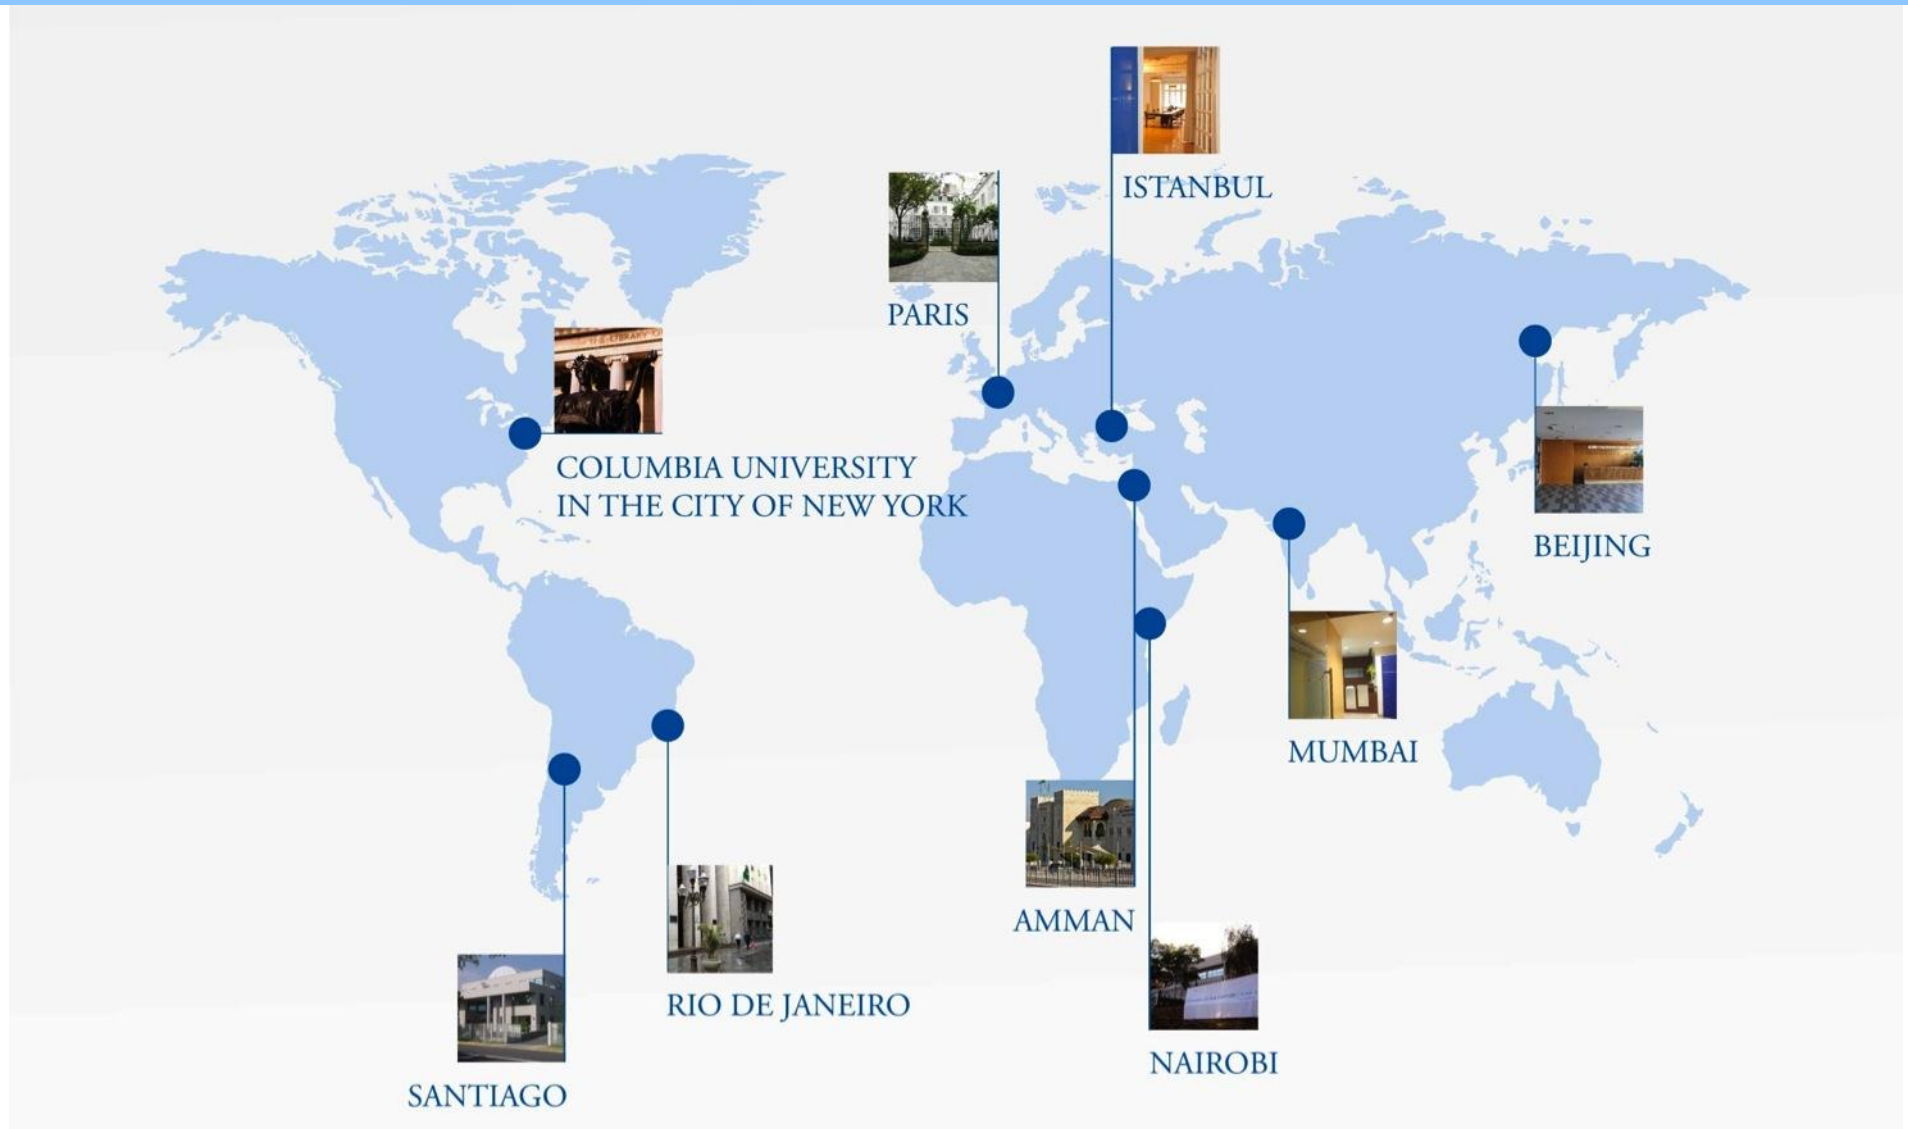 ISTANBUL
PARIS
COLUMBIA UNIVERSITY
IN THE CITY OF NEW YORK
BEIJING
MUMBAI
AMMAN
RIO DE JANEIRO
NAIROBI
SANTIAGO